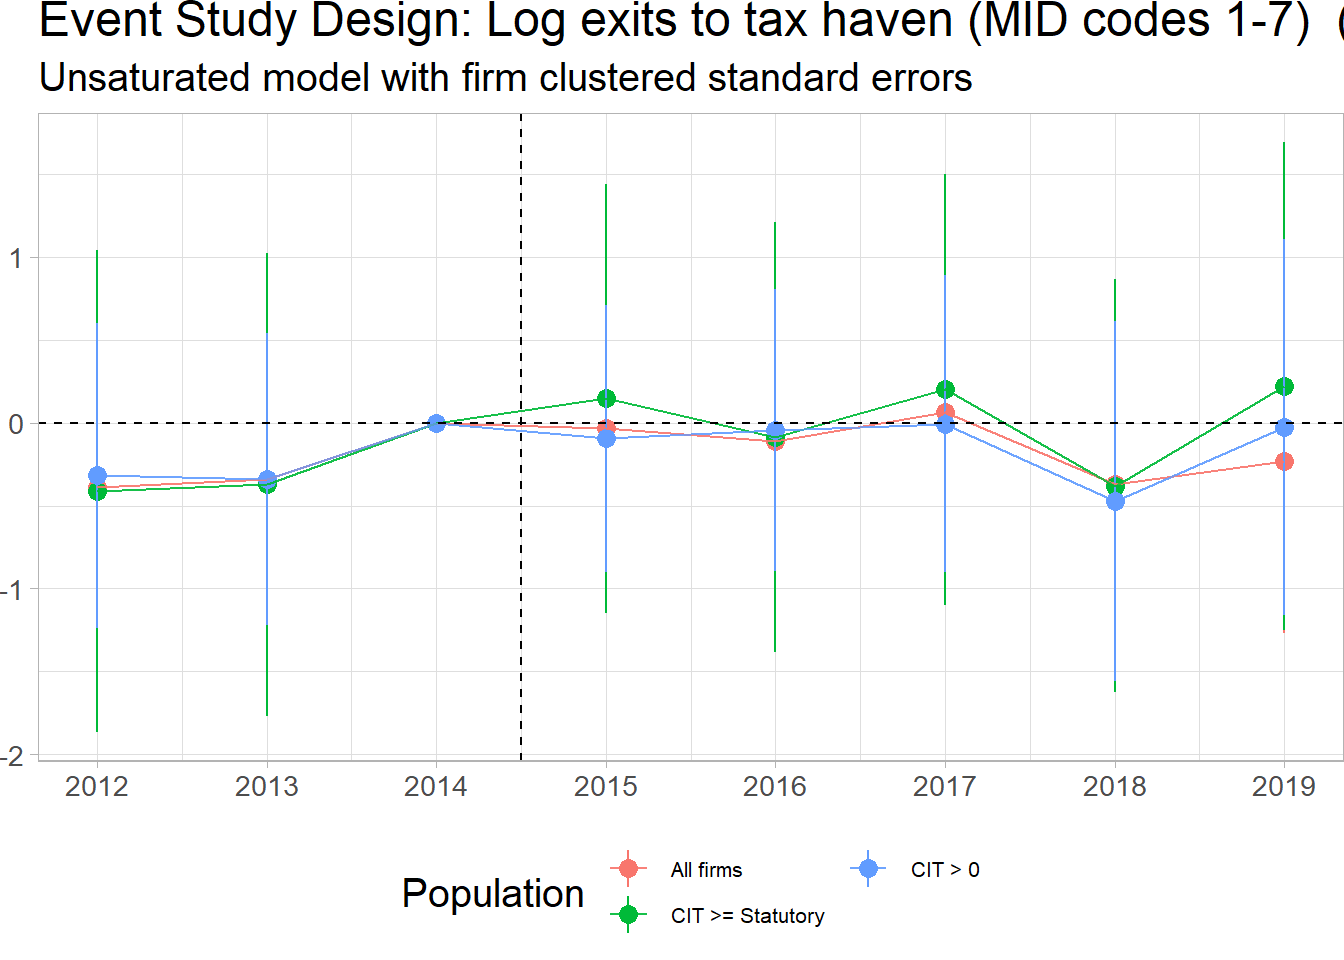 Event Study Design: Log exits to tax haven (MID codes 1-7) (
Unsaturated model with firm clustered standard errors
1
0
-1
-2
2012 2013 2014 2015 2016 2017 2018 2019
Population
All firms
CIT >= Statutory
CIT > 0